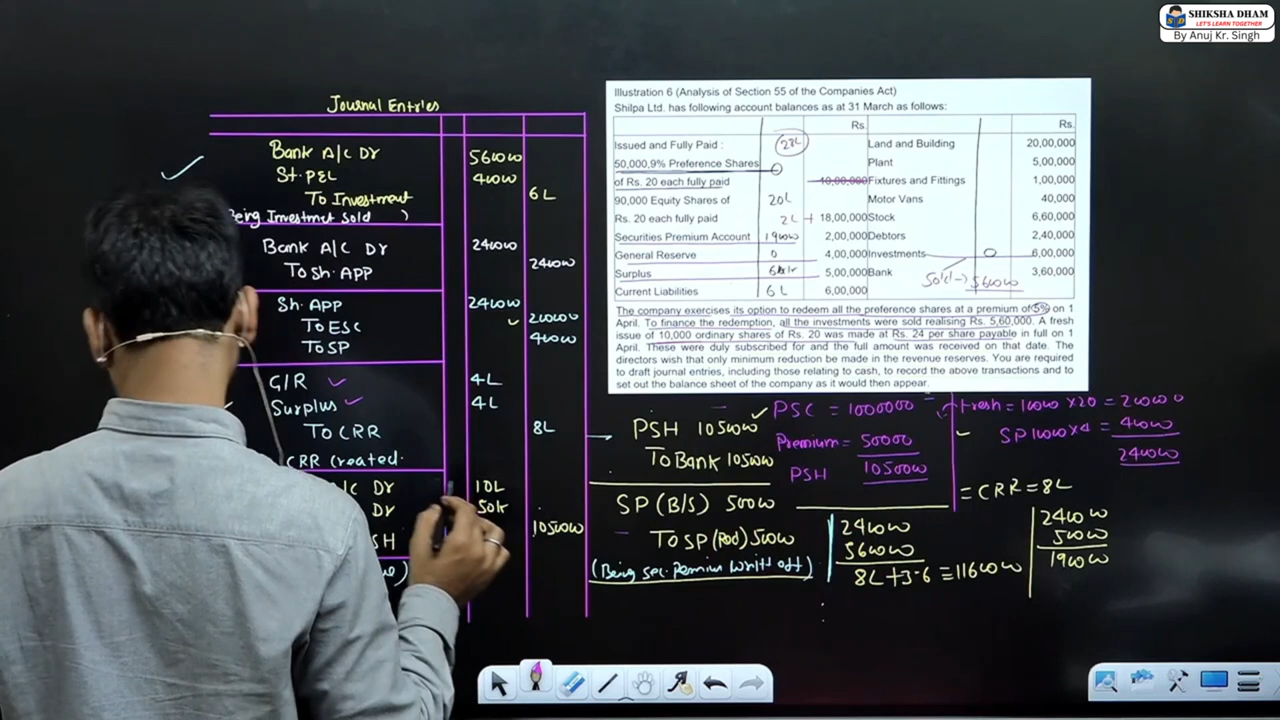 SHIKSHA DHAM
LET'S LEARN TOGETHER
By Anuj Kr. Singh
Journal Entries
Bank A/C Dr 560000
St. P&L 40000
To Investment 6L
Being Investmnt Sold )
Bank A/C Dr 240000
To Sh. APP 240000
Sh. APP 240000
To ESC 200000
To SP 40000
G/R 4L
Surplus 4L
To CRR 8L
CRR Created.
A/c Dr 10L
Dr 50k
SH 1050000
Illustration 6 (Analysis of Section 55 of the Companies Act)
Shilpa Ltd. has following account balances as at 31 March as follows:
Rs. Rs.
Issued and Fully Paid : 22L Land and Building 20,00,000
50,000,9% Preference Shares 0 Plant 5,00,000
of Rs. 20 each fully paid 10,00,000 Fixtures and Fittings 1,00,000
90,000 Equity Shares of 20L Motor Vans 40,000
Rs. 20 each fully paid 2L + 18,00,000 Stock 6,60,000
Securities Premium Account 190000 2,00,000 Debtors 2,40,000
General Reserve 0 4,00,000 Investments 0 6,00,000
Surplus 5,00,000 Bank Sold → 560000 3,60,000
Current Liabilities 6L 6,00,000
The company exercises its option to redeem all the preference shares at a premium of 5% on 1
April. To finance the redemption, all the investments were sold realising Rs. 5,60,000. A fresh
issue of 10,000 ordinary shares of Rs. 20 was made at Rs. 24 per share payable in full on 1
April. These were duly subscribed for and the full amount was received on that date. The
directors wish that only minimum reduction be made in the revenue reserves. You are required
to draft journal entries, including those relating to cash, to record the above transactions and to
set out the balance sheet of the company as it would then appear.
PSH 1050000
To Bank 1050000
SP (B/S) 50000
To SP (Red) 50000
(Being sec. Premium Writt off)
PSC = 1000000
Premium = 50000
PSH 1050000
Fresh = 10000 × 20 = 200000
SP 10000 × 4 = 40000
240000
= CRR = 8L
240000
560000
8L + 3.6 = 1160000
240000
50000
190000